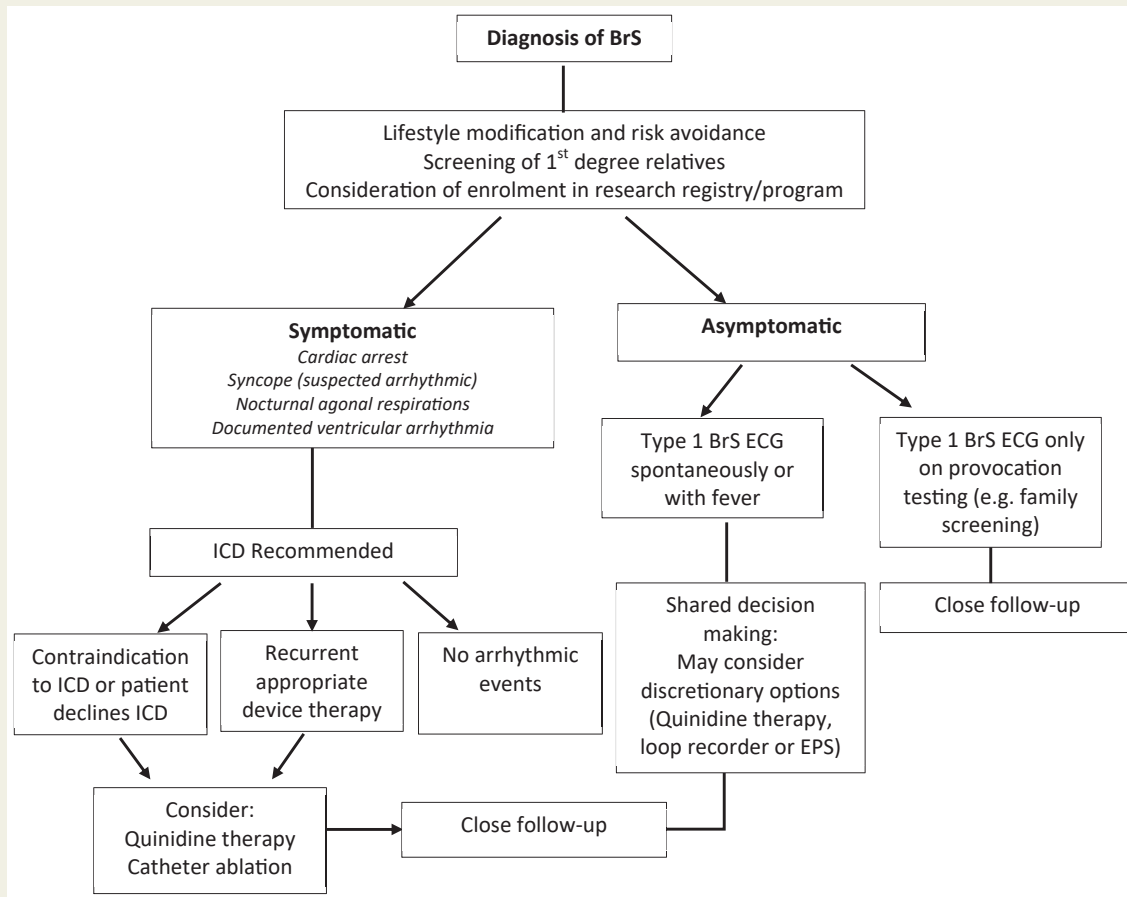 Diagnosis of BrS
Lifestyle modification and risk avoidance
Screening of 1st degree relatives
Consideration of enrolment in research registry/program
Symptomatic
Cardiac arrest
Syncope (suspected arrhythmic)
Nocturnal agonal respirations
Documented ventricular arrhythmia
Asymptomatic
Type 1 BrS ECG
spontaneously or
with fever
Type 1 BrS ECG only
on provocation
testing (e.g. family
screening)
ICD Recommended
Shared decision
making:
May consider
discretionary options
(Quinidine therapy,
loop recorder or EPS)
Close follow-up
Contraindication
to ICD or patient
declines ICD
Recurrent
appropriate
device therapy
No arrhythmic
events
Consider:
Quinidine therapy
Catheter ablation
Close follow-up